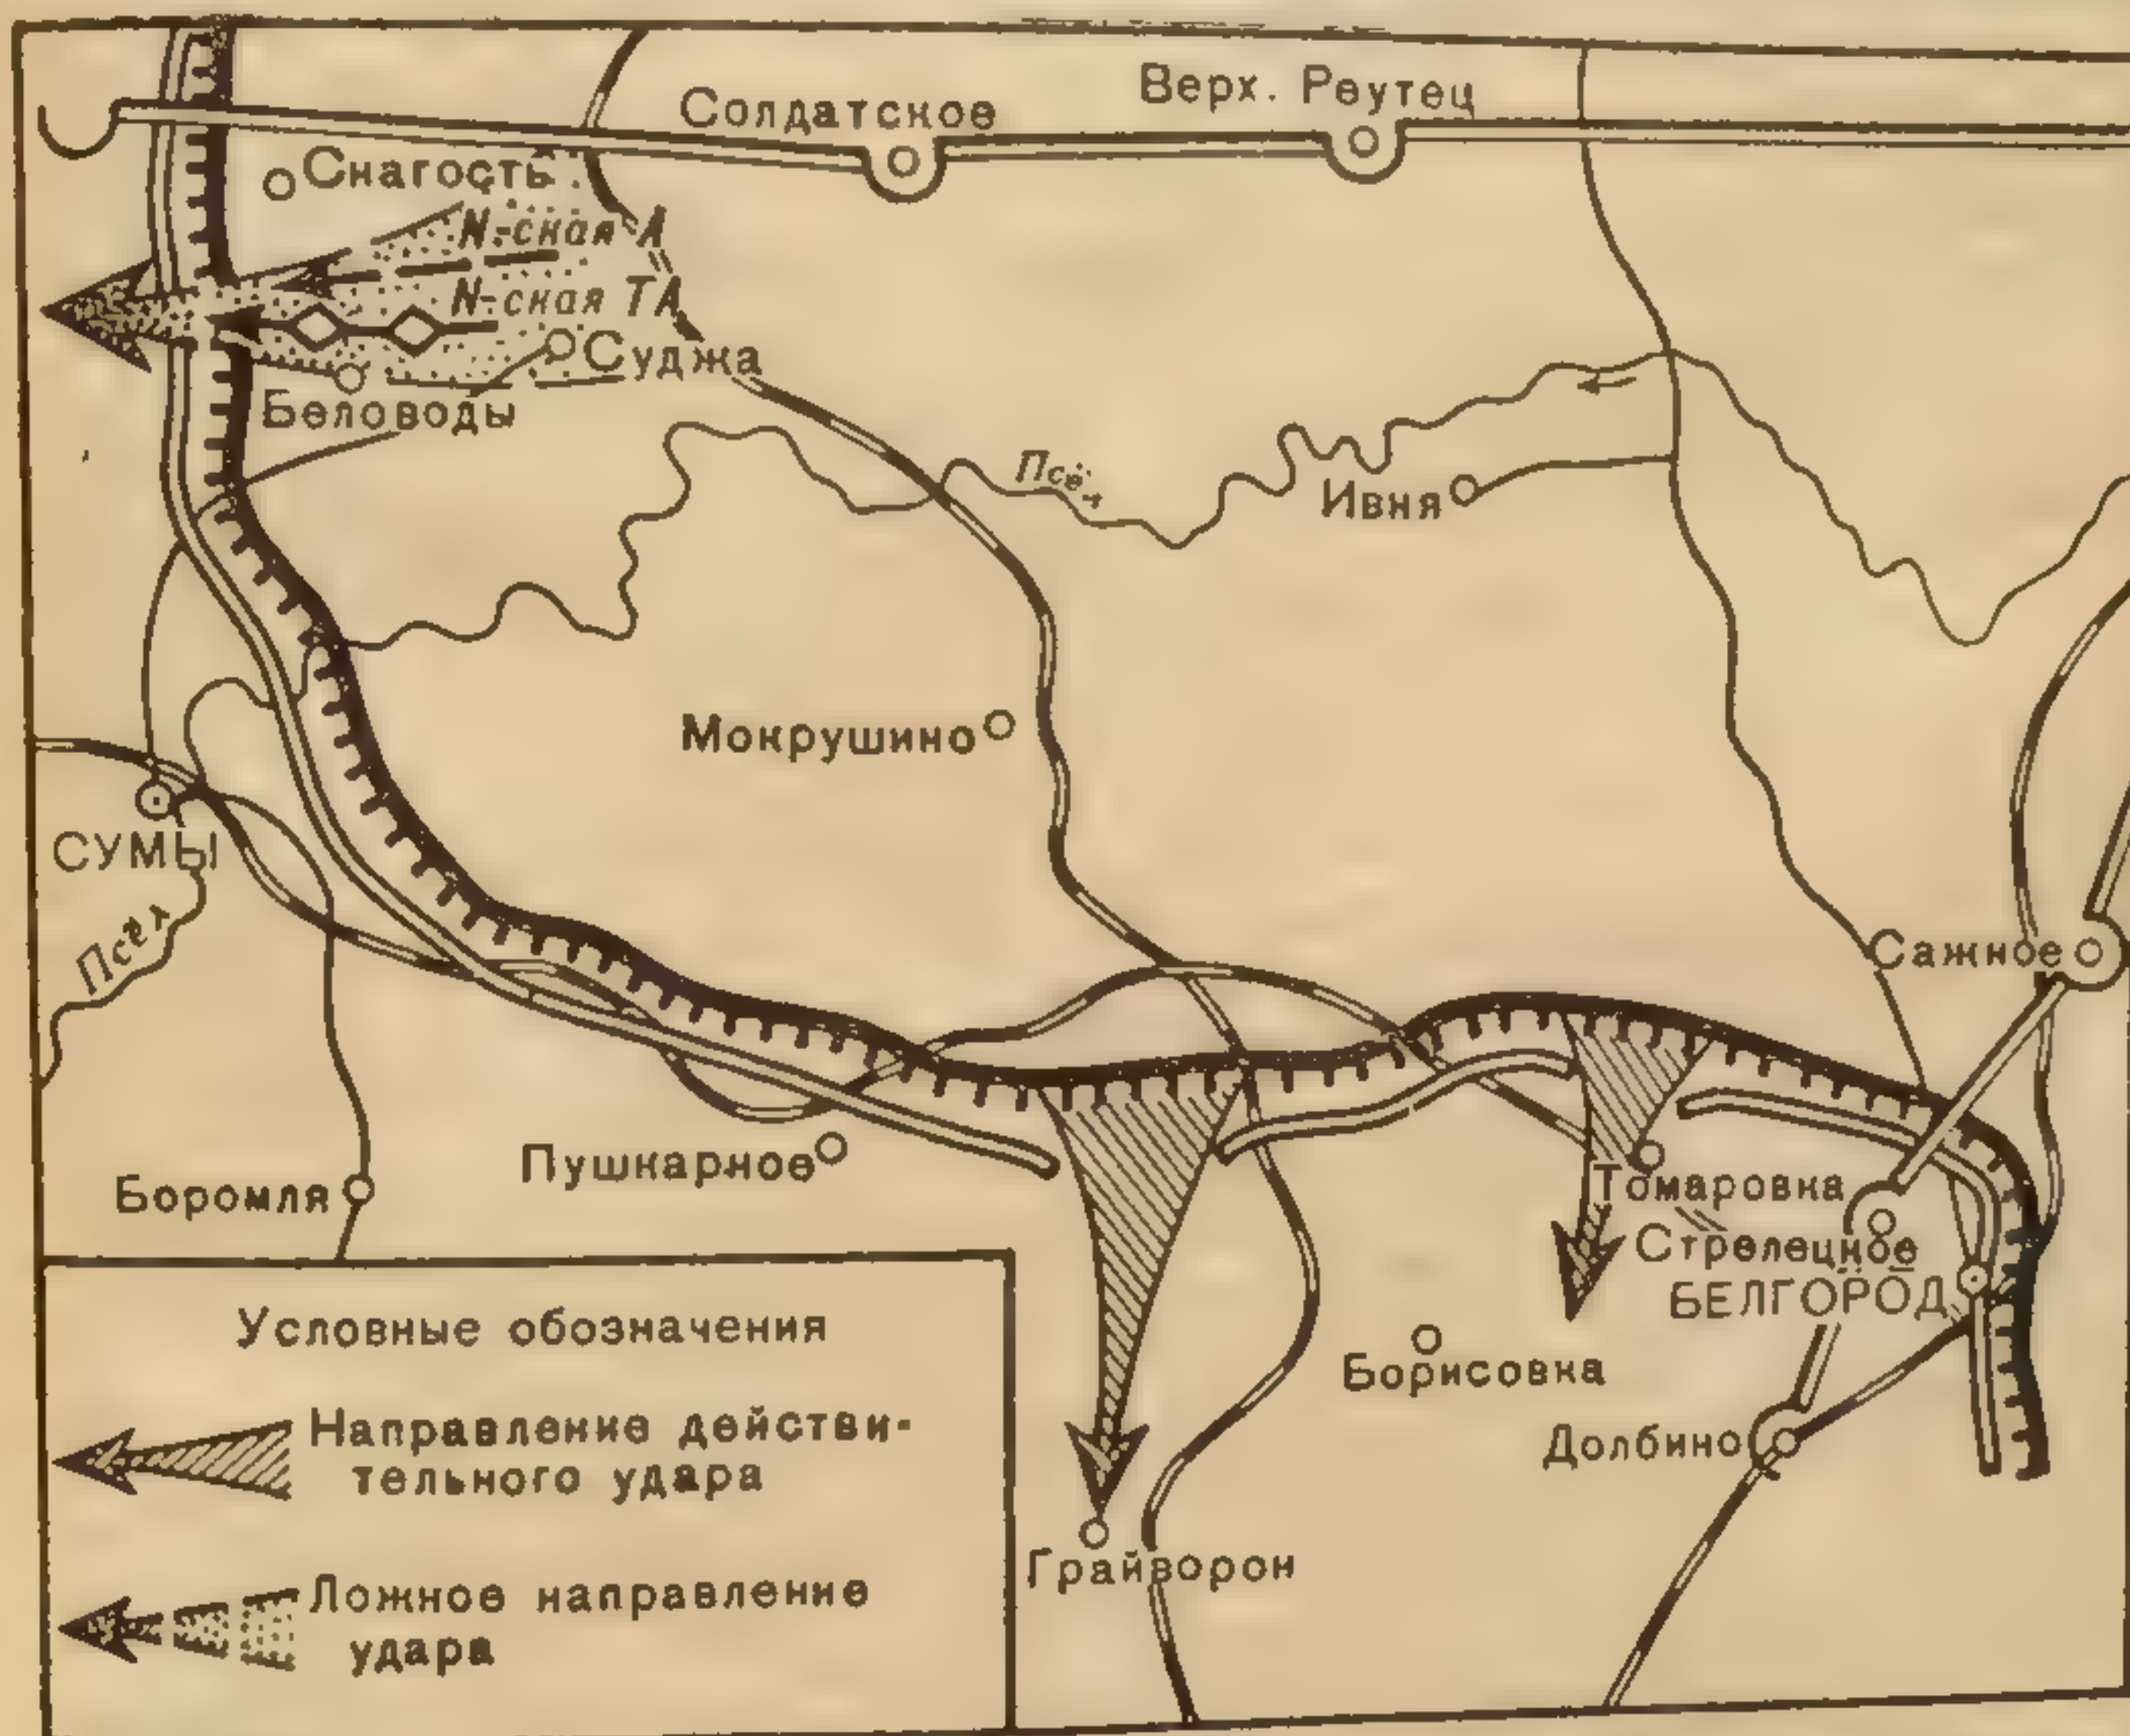 Верх. Реутец
Солдатское
Снагость
N-ская А
N-ская ТА
Суджа
Беловоды
Псёл
Ивня
Мокрушино
СУМЫ
Псёл
Сажное
Пушкарное
Боромля
Томаровка
Стрелецкое
БЕЛГОРОД
Борисовка
Долбино
Грайворон
Условные обозначения
Направление действи-
тельного удара
Ложное направление
удара